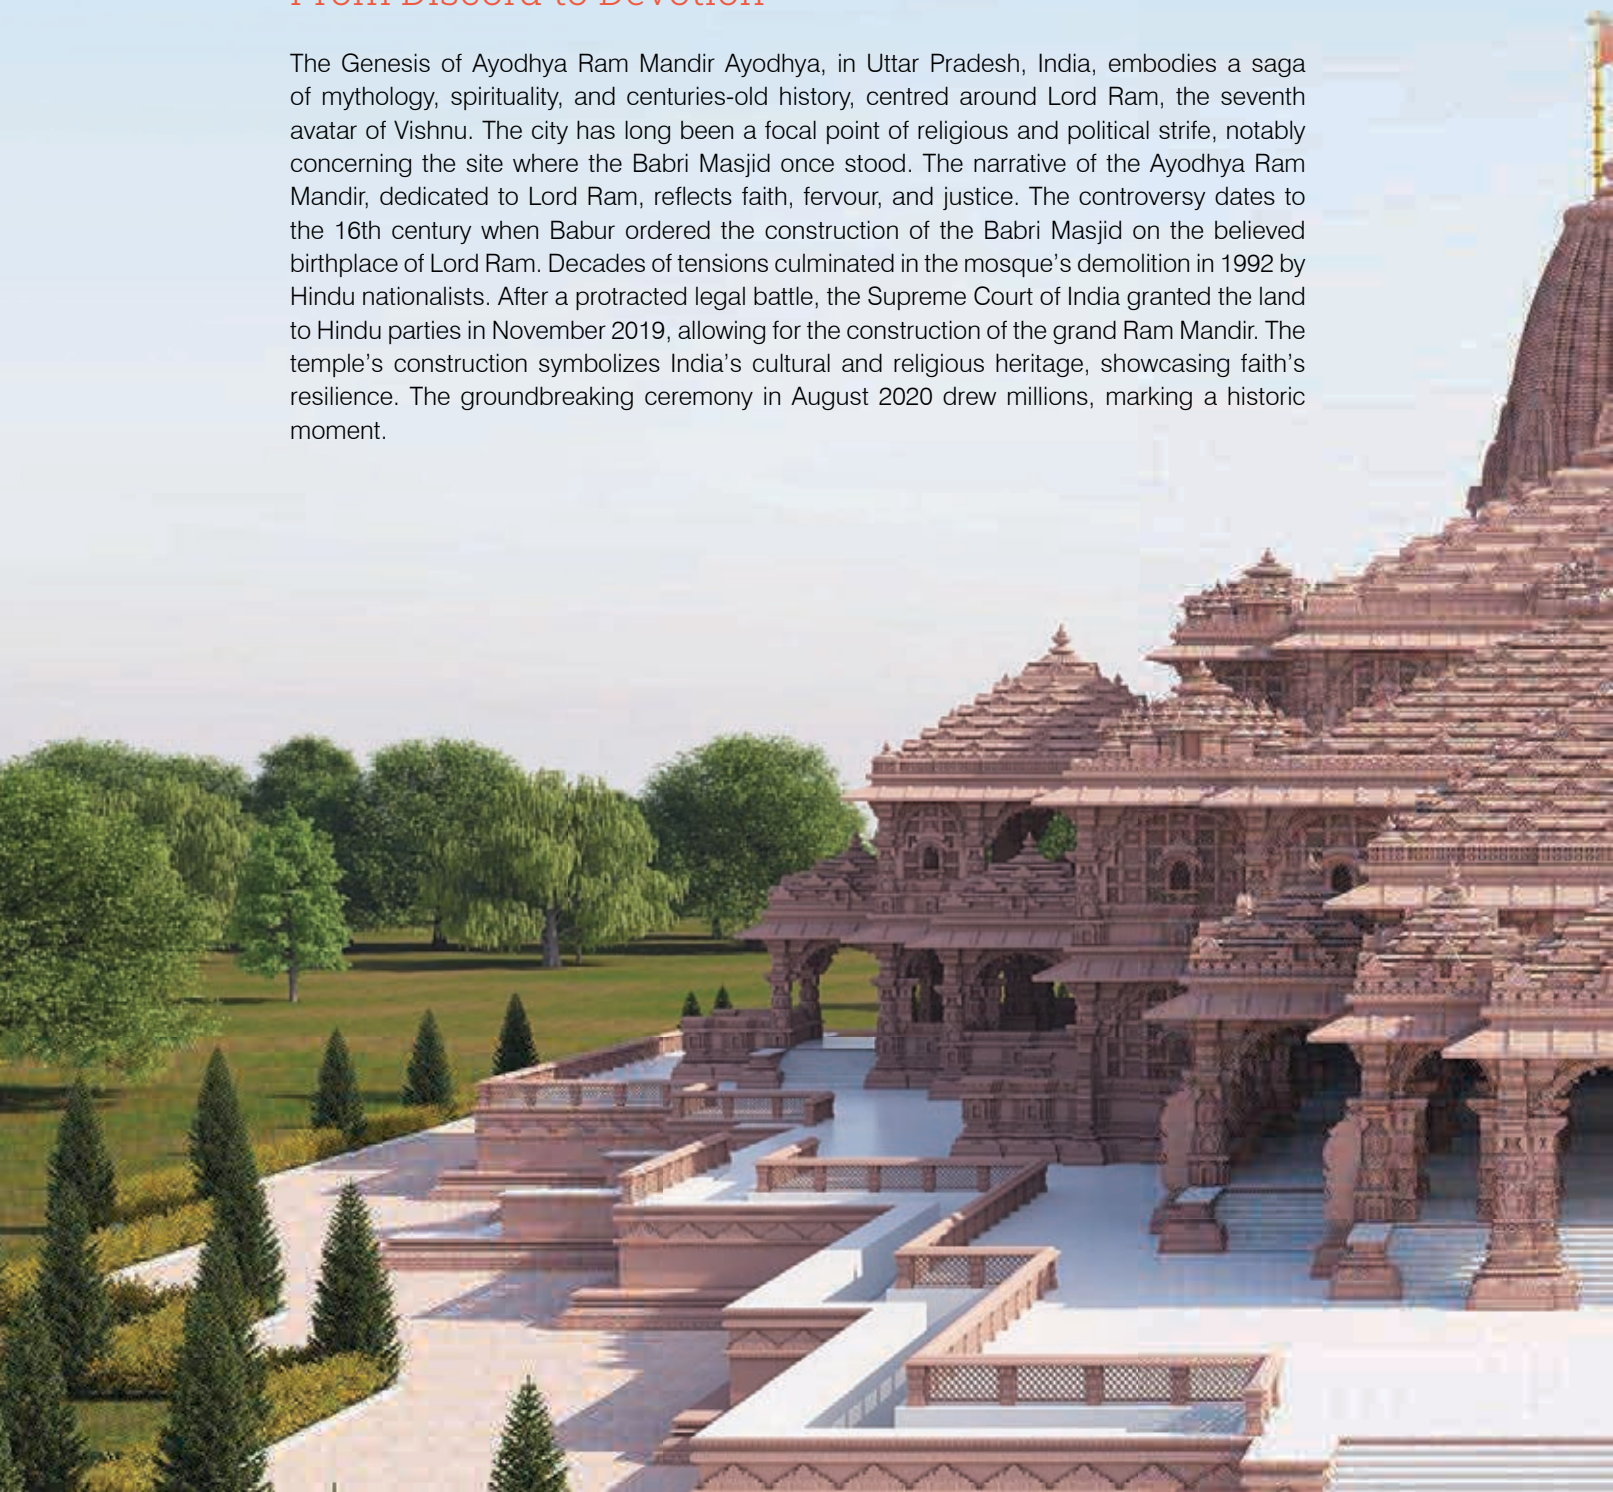 From Discord to Devotion
The Genesis of Ayodhya Ram Mandir Ayodhya, in Uttar Pradesh, India, embodies a saga
of mythology, spirituality, and centuries-old history, centred around Lord Ram, the seventh
avatar of Vishnu. The city has long been a focal point of religious and political strife, notably
concerning the site where the Babri Masjid once stood. The narrative of the Ayodhya Ram
Mandir, dedicated to Lord Ram, reflects faith, fervour, and justice. The controversy dates to
the 16th century when Babur ordered the construction of the Babri Masjid on the believed
birthplace of Lord Ram. Decades of tensions culminated in the mosque’s demolition in 1992 by
Hindu nationalists. After a protracted legal battle, the Supreme Court of India granted the land
to Hindu parties in November 2019, allowing for the construction of the grand Ram Mandir. The
temple’s construction symbolizes India’s cultural and religious heritage, showcasing faith’s
resilience. The groundbreaking ceremony in August 2020 drew millions, marking a historic
moment.